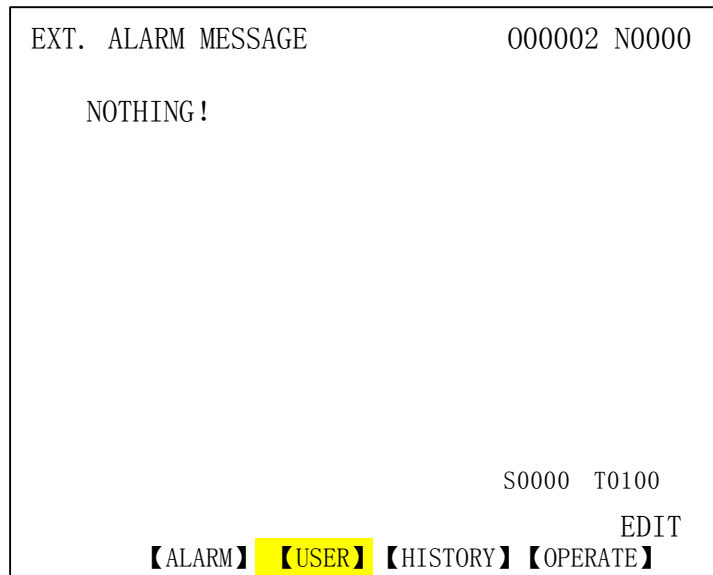 EXT. ALARM MESSAGE O00002 N0000
NOTHING!
S0000 T0100
EDIT
【ALARM】 【USER】【HISTORY】【OPERATE】